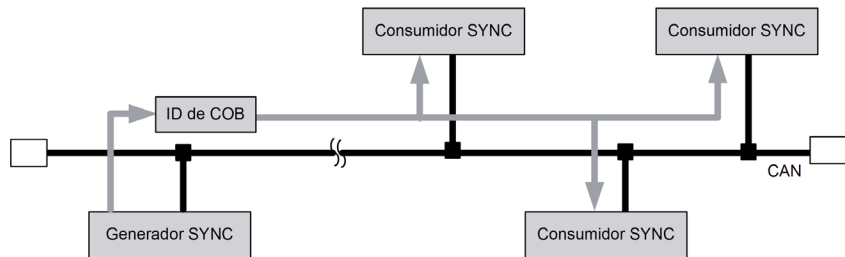 Consumidor SYNC
Consumidor SYNC
ID de COB
CAN
Generador SYNC
Consumidor SYNC